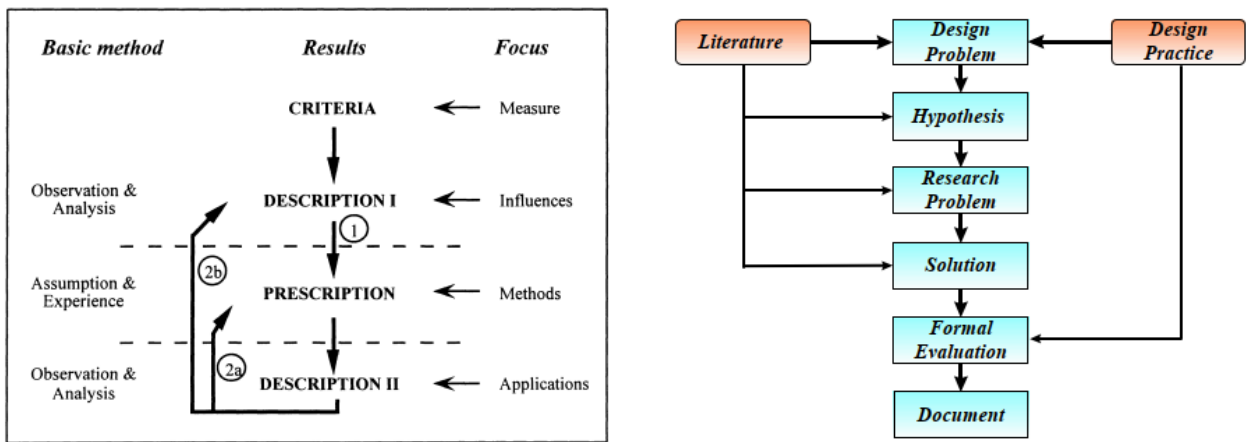 Basic method Results Focus
CRITERIA Measure
Observation &
Analysis
DESCRIPTION I Influences
1
2b
Assumption &
Experience
PRESCRIPTION Methods
2a
Observation &
Analysis
DESCRIPTION II Applications
Literature
Design
Problem
Design
Practice
Hypothesis
Research
Problem
Solution
Formal
Evaluation
Document